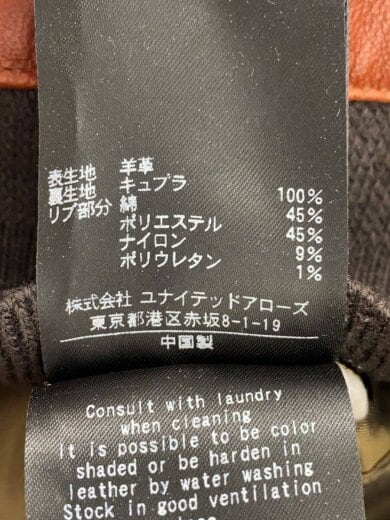 表生地 羊革
裏生地 キュプラ 100%
リブ部分 綿 45%
ポリエステル 45%
ナイロン 9%
ポリウレタン 1%
株式会社 ユナイテッドアローズ
東京都港区赤坂8-1-19
中国製
Consult with laundry
when cleaning
It is possible to be color
shaded or be harden in
leather by water washing
Stock in good ventilation